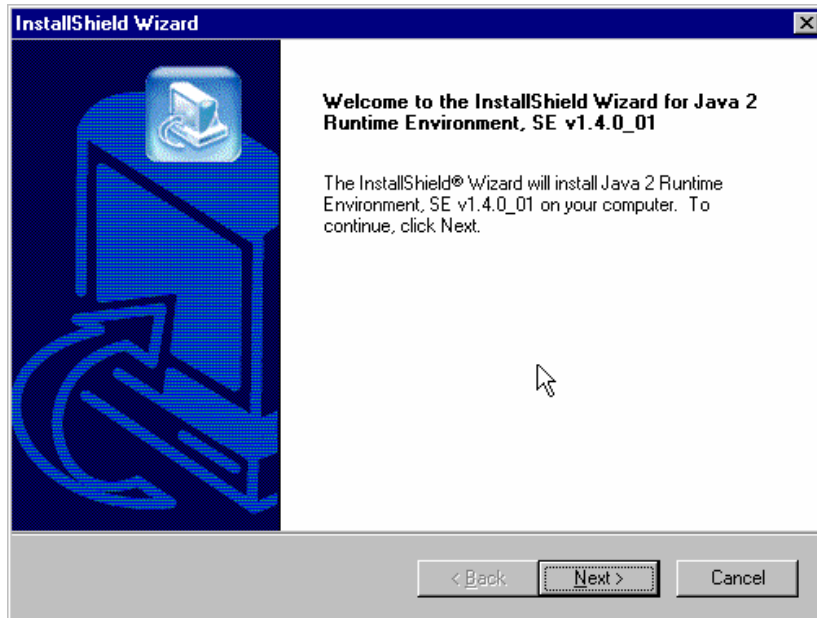 InstallShield Wizard
Welcome to the InstallShield Wizard for Java 2
Runtime Environment, SE v1.4.0_01
The InstallShield® Wizard will install Java 2 Runtime
Environment, SE v1.4.0_01 on your computer.  To
continue, click Next.
< Back
Next >
Cancel